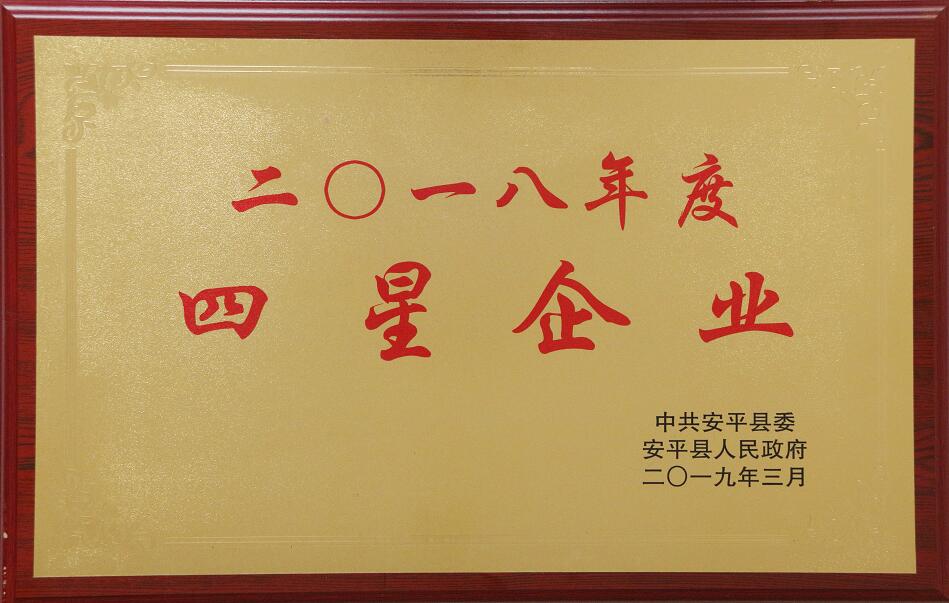 二〇一八年度
四星企业
中共安平县委
安平县人民政府
二〇一九年三月